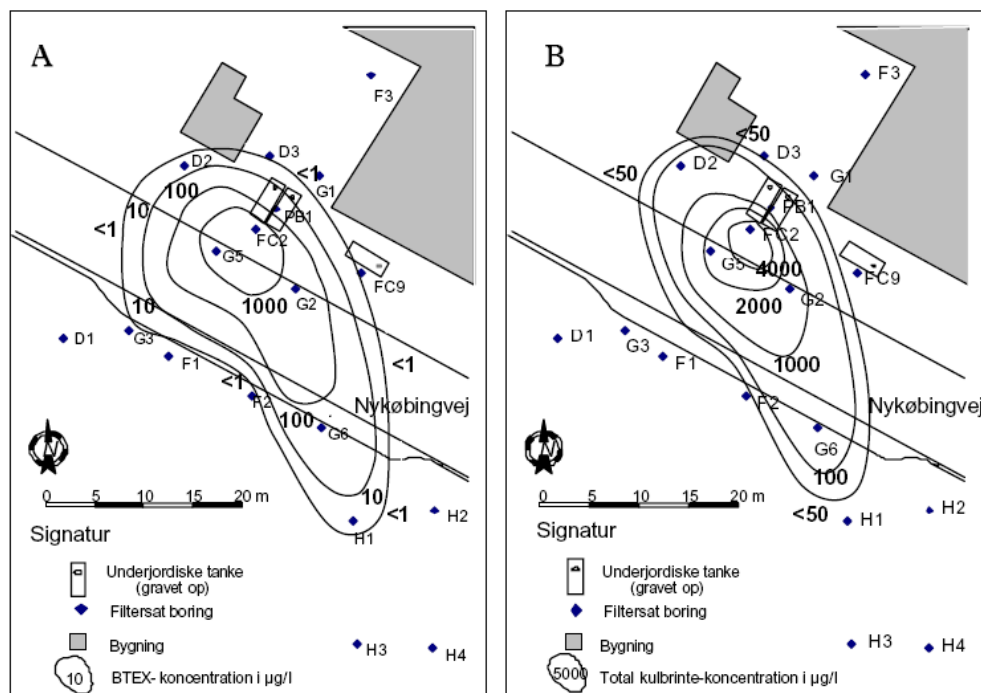 A
F3
D2
D3
<1
G1
100
10
PB1
<1
FC2
G5
FC9
1000
G2
10
G3
D1
F1
<1
<1
F2
Nykøbingvej
100
G6
N
0 5 10 15 20 m
10
<1
H2
H1
Signatur
Underjordiske tanke
(gravet op)
Filtersat boring
Bygning
H3
H4
10
BTEX- koncentration i µg/l
B
F3
<50
D3
D2
<50
G1
PB1
FC2
G5
4000
FC9
G2
2000
G3
D1
F1
1000
F2
Nykøbingvej
G6
N
100
0 5 10 15 20 m
<50
H1
H2
Signatur
Underjordiske tanke
(gravet op)
Filtersat boring
Bygning
H3
H4
5000
Total kulbrinte-koncentration i µg/l